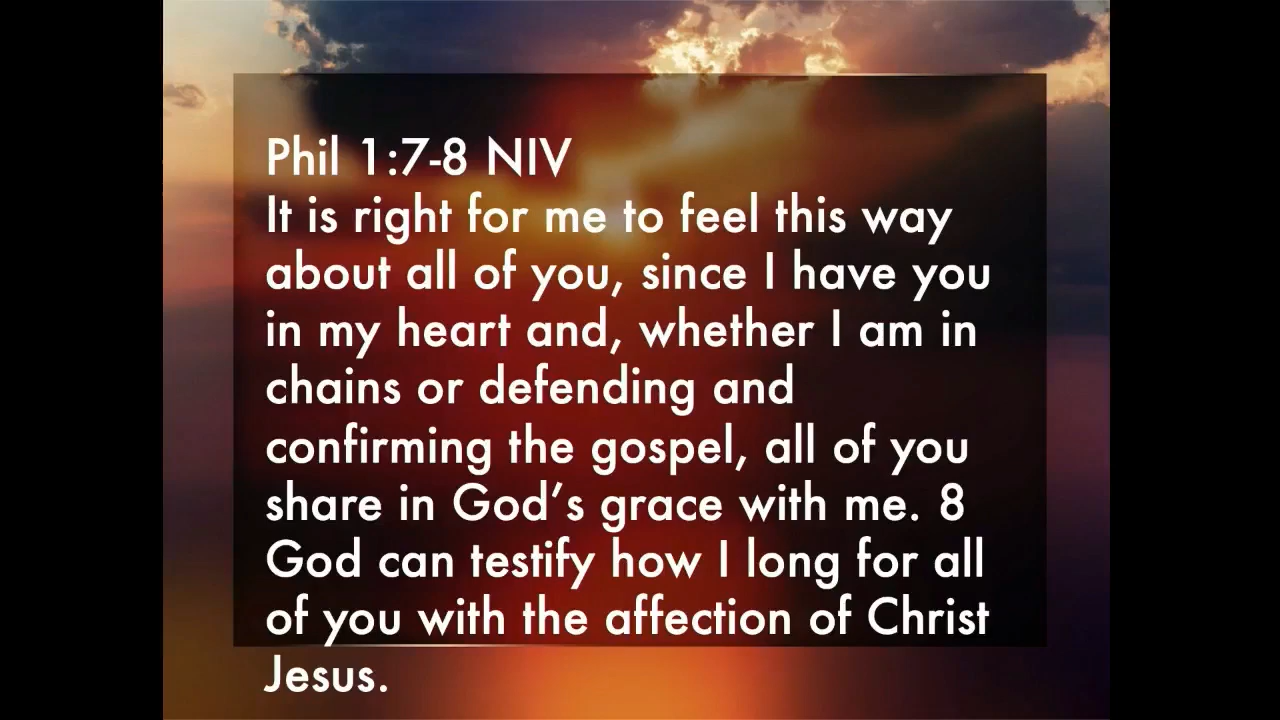 Phil 1:7-8 NIV
It is right for me to feel this way
about all of you, since I have you
in my heart and, whether I am in
chains or defending and
confirming the gospel, all of you
share in God’s grace with me. 8
God can testify how I long for all
of you with the affection of Christ
Jesus.